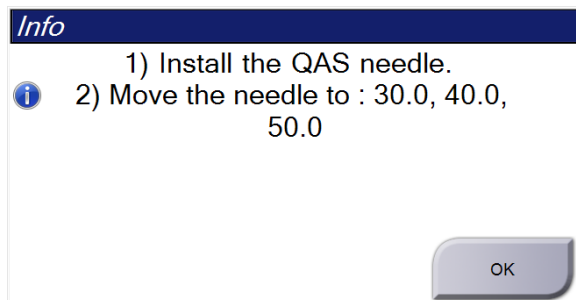 Info
1) Install the QAS needle.
2) Move the needle to : 30.0, 40.0,
50.0
OK